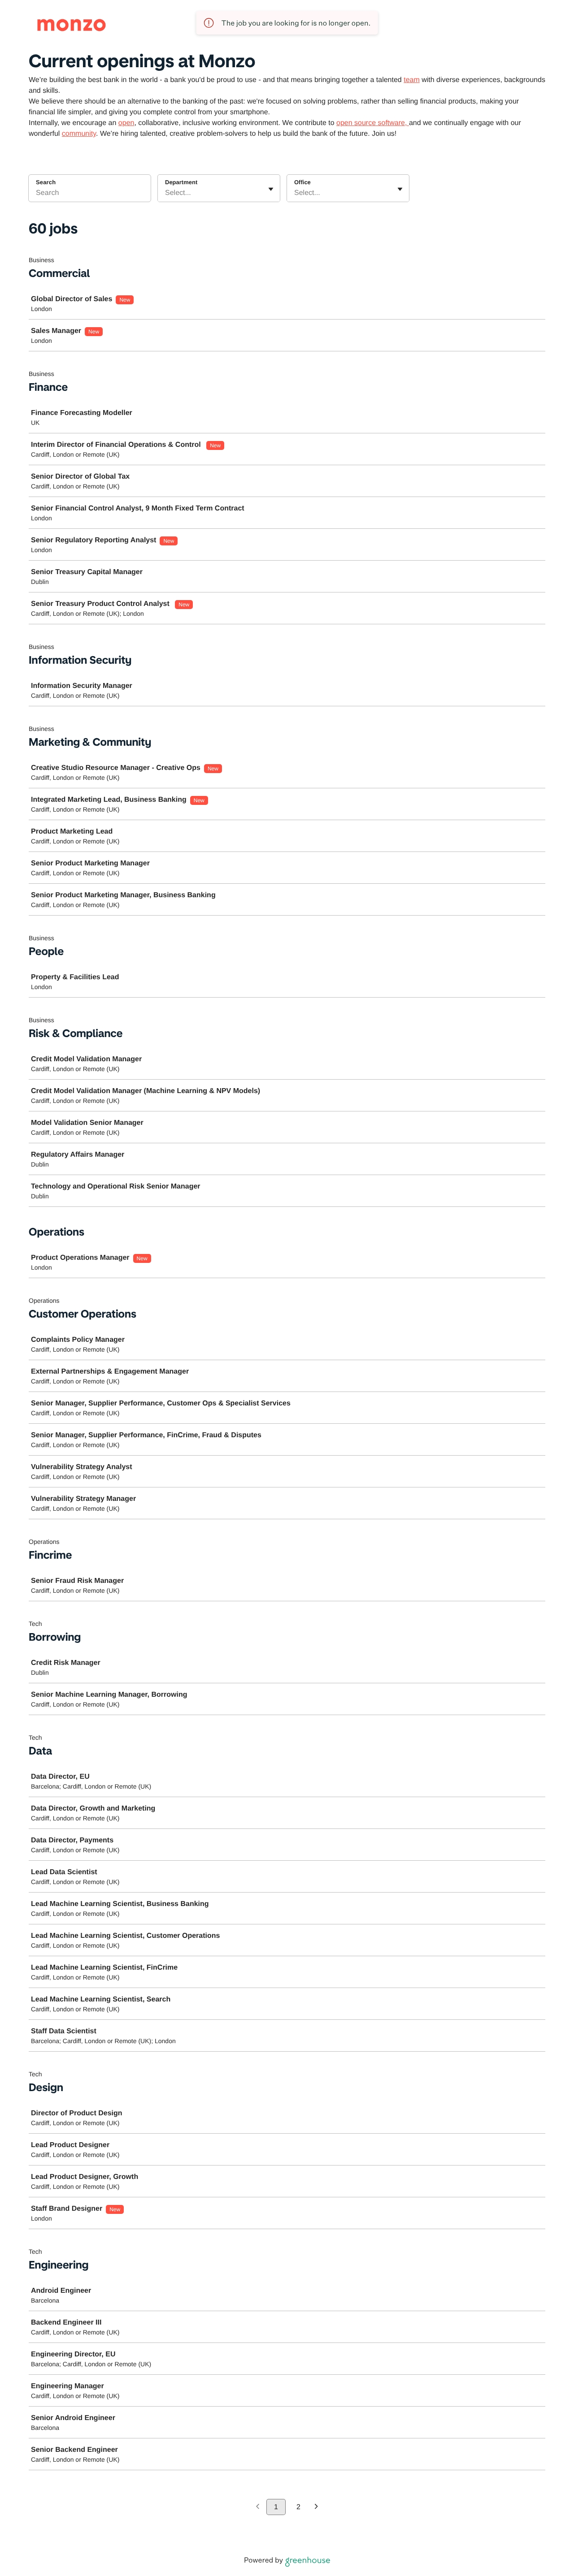 monzo
The job you are looking for is no longer open.
Current openings at Monzo
We're building the best bank in the world - a bank you'd be proud to use - and that means bringing together a talented team with diverse experiences, backgrounds
and skills.
We believe there should be an alternative to the banking of the past: we're focused on solving problems, rather than selling financial products, making your
financial life simpler, and giving you complete control from your smartphone.
Internally, we encourage an open, collaborative, inclusive working environment. We contribute to open source software, and we continually engage with our
wonderful community. We're hiring talented, creative problem-solvers to help us build the bank of the future. Join us!
Search
Search
Department
Select...
Office
Select...
60 jobs
Business
Commercial
Global Director of Sales New
London
Sales Manager New
London
Business
Finance
Finance Forecasting Modeller
UK
Interim Director of Financial Operations & Control New
Cardiff, London or Remote (UK)
Senior Director of Global Tax
Cardiff, London or Remote (UK)
Senior Financial Control Analyst, 9 Month Fixed Term Contract
London
Senior Regulatory Reporting Analyst New
London
Senior Treasury Capital Manager
Dublin
Senior Treasury Product Control Analyst New
Cardiff, London or Remote (UK); London
Business
Information Security
Information Security Manager
Cardiff, London or Remote (UK)
Business
Marketing & Community
Creative Studio Resource Manager - Creative Ops New
Cardiff, London or Remote (UK)
Integrated Marketing Lead, Business Banking New
Cardiff, London or Remote (UK)
Product Marketing Lead
Cardiff, London or Remote (UK)
Senior Product Marketing Manager
Cardiff, London or Remote (UK)
Senior Product Marketing Manager, Business Banking
Cardiff, London or Remote (UK)
Business
People
Property & Facilities Lead
London
Business
Risk & Compliance
Credit Model Validation Manager
Cardiff, London or Remote (UK)
Credit Model Validation Manager (Machine Learning & NPV Models)
Cardiff, London or Remote (UK)
Model Validation Senior Manager
Cardiff, London or Remote (UK)
Regulatory Affairs Manager
Dublin
Technology and Operational Risk Senior Manager
Dublin
Operations
Product Operations Manager New
London
Operations
Customer Operations
Complaints Policy Manager
Cardiff, London or Remote (UK)
External Partnerships & Engagement Manager
Cardiff, London or Remote (UK)
Senior Manager, Supplier Performance, Customer Ops & Specialist Services
Cardiff, London or Remote (UK)
Senior Manager, Supplier Performance, FinCrime, Fraud & Disputes
Cardiff, London or Remote (UK)
Vulnerability Strategy Analyst
Cardiff, London or Remote (UK)
Vulnerability Strategy Manager
Cardiff, London or Remote (UK)
Operations
Fincrime
Senior Fraud Risk Manager
Cardiff, London or Remote (UK)
Tech
Borrowing
Credit Risk Manager
Dublin
Senior Machine Learning Manager, Borrowing
Cardiff, London or Remote (UK)
Tech
Data
Data Director, EU
Barcelona; Cardiff, London or Remote (UK)
Data Director, Growth and Marketing
Cardiff, London or Remote (UK)
Data Director, Payments
Cardiff, London or Remote (UK)
Lead Data Scientist
Cardiff, London or Remote (UK)
Lead Machine Learning Scientist, Business Banking
Cardiff, London or Remote (UK)
Lead Machine Learning Scientist, Customer Operations
Cardiff, London or Remote (UK)
Lead Machine Learning Scientist, FinCrime
Cardiff, London or Remote (UK)
Lead Machine Learning Scientist, Search
Cardiff, London or Remote (UK)
Staff Data Scientist
Barcelona; Cardiff, London or Remote (UK); London
Tech
Design
Director of Product Design
Cardiff, London or Remote (UK)
Lead Product Designer
Cardiff, London or Remote (UK)
Lead Product Designer, Growth
Cardiff, London or Remote (UK)
Staff Brand Designer New
London
Tech
Engineering
Android Engineer
Barcelona
Backend Engineer III
Cardiff, London or Remote (UK)
Engineering Director, EU
Barcelona; Cardiff, London or Remote (UK)
Engineering Manager
Cardiff, London or Remote (UK)
Senior Android Engineer
Barcelona
Senior Backend Engineer
Cardiff, London or Remote (UK)
1 2
Powered by greenhouse